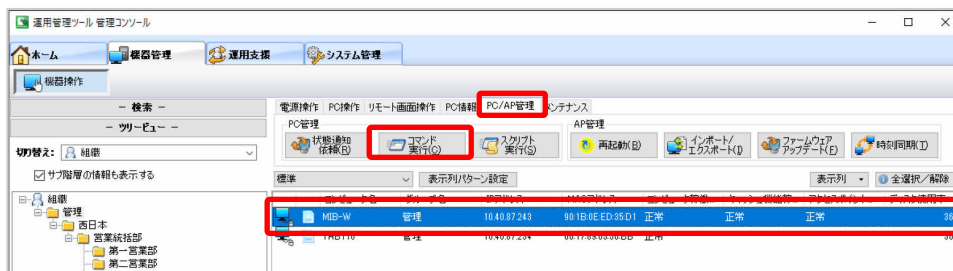 運用管理ツール 管理コンソール
ホーム 機器管理 運用支援 システム管理
機器操作
－ 検索 －
－ ツリービュー －
切り替え： 組織
サブ階層の情報も表示する
組織
管理
西日本
営業統括部
第一営業部
第二営業部
電源操作 PC操作 リモート画面操作 PC情報 PC/AP管理 メンテナンス
PC管理 AP管理
状態通知依頼(R) コマンド実行(C) スクリプト実行(S) 再起動(B) インポート/エクスポート(I) ファームウェアアップデート(E) 時刻同期(T)
標準 表示列パターン設定 表示列 全選択/解除
MIB-W 管理 10.40.87.243 90:1B:0E:ED:35:D1 正常 正常 正常 36